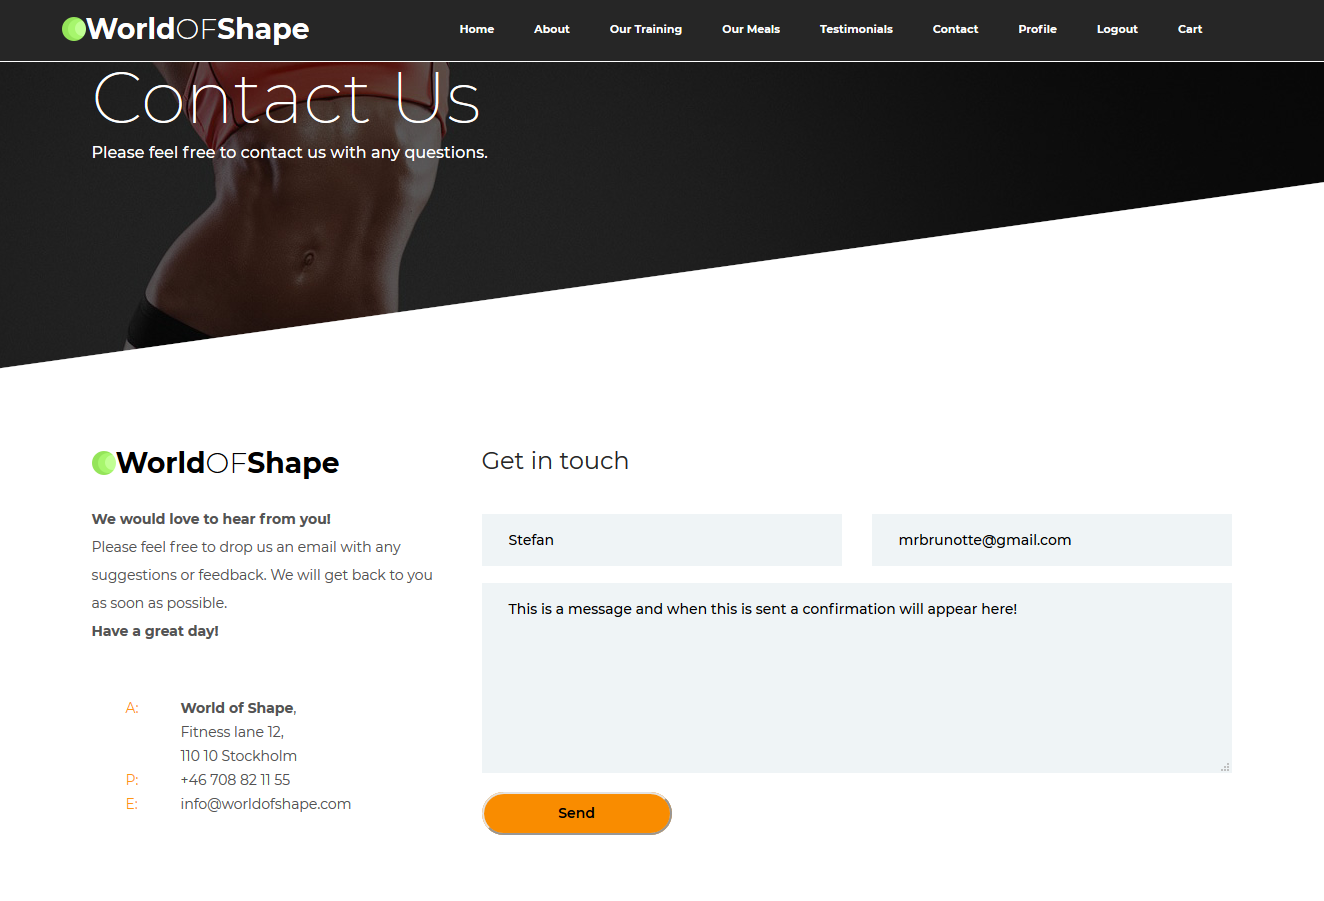 WorldOFShape
Home About Our Training Our Meals Testimonials Contact Profile Logout Cart
Contact Us
Please feel free to contact us with any questions.
WorldOFShape
We would love to hear from you!
Please feel free to drop us an email with any
suggestions or feedback. We will get back to you
as soon as possible.
Have a great day!
A: World of Shape,
Fitness lane 12,
110 10 Stockholm
P: +46 708 82 11 55
E: info@worldofshape.com
Get in touch
Stefan
mrbrunotte@gmail.com
This is a message and when this is sent a confirmation will appear here!
Send